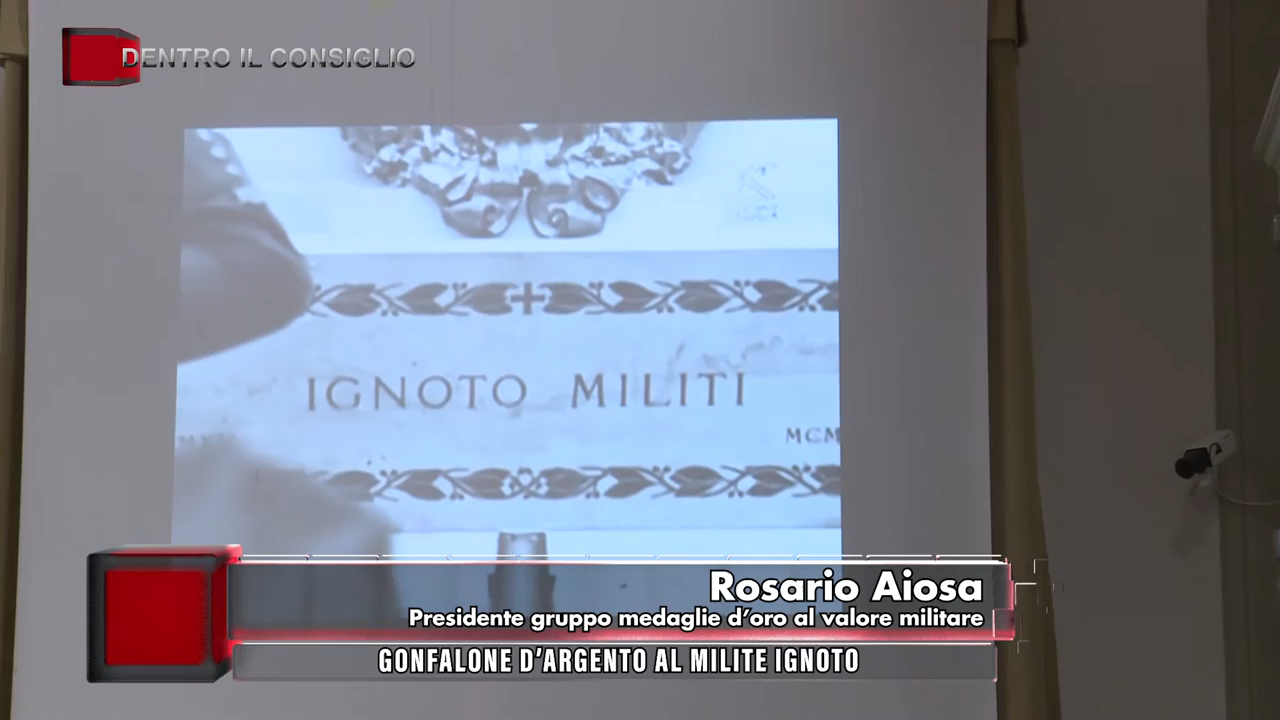 DENTRO IL CONSIGLIO
IGNOTO MILITI
MCM
Rosario Aiosa
Presidente gruppo medaglie d'oro al valore militare
GONFALONE D'ARGENTO AL MILITE IGNOTO